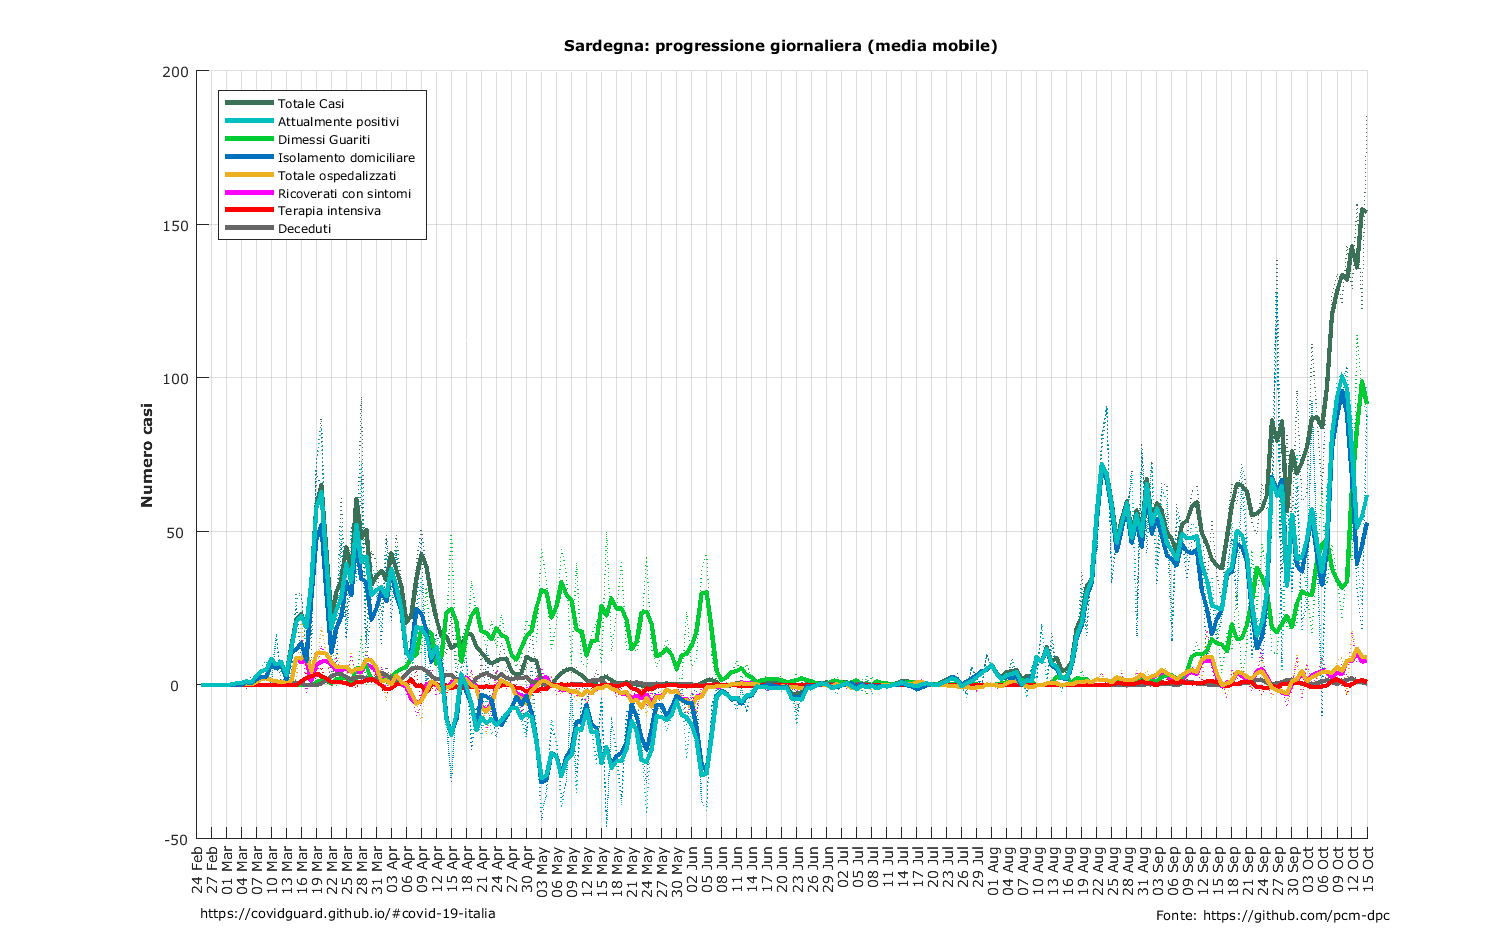 Sardegna: progressione giornaliera (media mobile)
Numero casi
200
150
100
50
0
-50
Totale Casi
Attualmente positivi
Dimessi Guariti
Isolamento domiciliare
Totale ospedalizzati
Ricoverati con sintomi
Terapia intensiva
Deceduti
24 Feb
27 Feb
01 Mar
04 Mar
07 Mar
10 Mar
13 Mar
16 Mar
19 Mar
22 Mar
25 Mar
28 Mar
31 Mar
03 Apr
06 Apr
09 Apr
12 Apr
15 Apr
18 Apr
21 Apr
24 Apr
27 Apr
30 Apr
03 May
06 May
09 May
12 May
15 May
18 May
21 May
24 May
27 May
30 May
02 Jun
05 Jun
08 Jun
11 Jun
14 Jun
17 Jun
20 Jun
23 Jun
26 Jun
29 Jun
02 Jul
05 Jul
08 Jul
11 Jul
14 Jul
17 Jul
20 Jul
23 Jul
26 Jul
29 Jul
01 Aug
04 Aug
07 Aug
10 Aug
13 Aug
16 Aug
19 Aug
22 Aug
25 Aug
28 Aug
31 Aug
03 Sep
06 Sep
09 Sep
12 Sep
15 Sep
18 Sep
21 Sep
24 Sep
27 Sep
30 Sep
03 Oct
06 Oct
09 Oct
12 Oct
15 Oct
https://covidguard.github.io/#covid-19-italia
Fonte: https://github.com/pcm-dpc